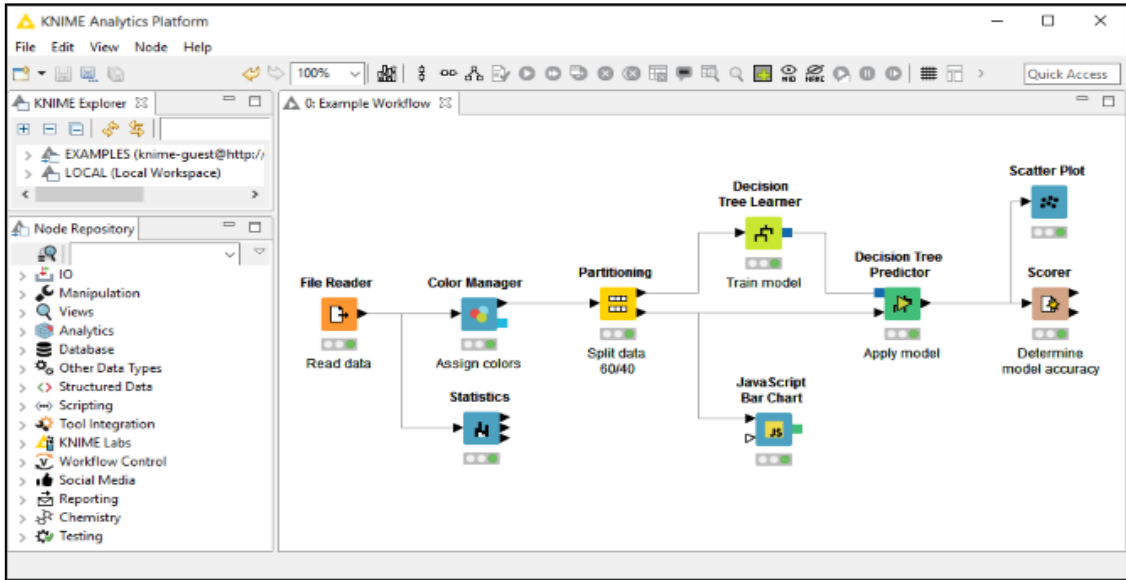 KNIME Analytics Platform
File Edit View Node Help
100%
Quick Access
KNIME Explorer
EXAMPLES (knime-guest@http:/
LOCAL (Local Workspace)
Node Repository
IO
Manipulation
Views
Analytics
Database
Other Data Types
Structured Data
Scripting
Tool Integration
KNIME Labs
Workflow Control
Social Media
Reporting
Chemistry
Testing
0: Example Workflow
File Reader
Read data
Color Manager
Assign colors
Statistics
Partitioning
Split data
60/40
Decision
Tree Learner
Train model
JavaScript
Bar Chart
JS
Decision Tree
Predictor
Apply model
Scatter Plot
Scorer
Determine
model accuracy